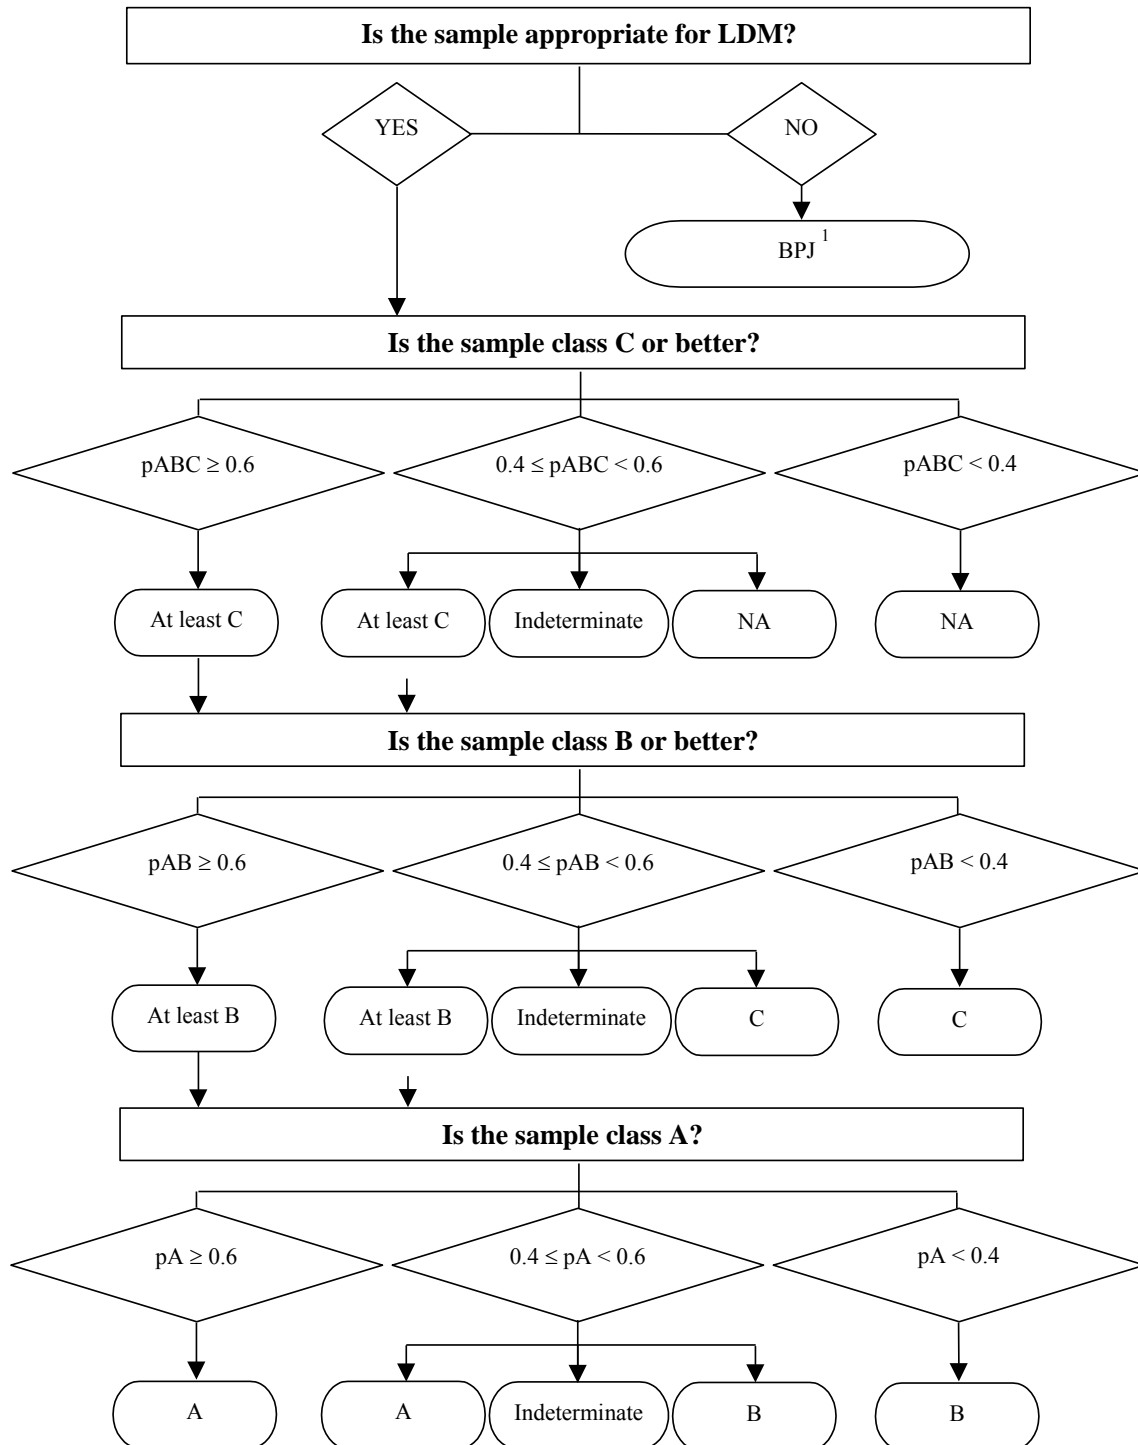 Is the sample appropriate for LDM?
YES
NO
BPJ 1
Is the sample class C or better?
pABC ≥ 0.6
0.4 ≤ pABC < 0.6
pABC < 0.4
At least C
At least C
Indeterminate
NA
NA
Is the sample class B or better?
pAB ≥ 0.6
0.4 ≤ pAB < 0.6
pAB < 0.4
At least B
At least B
Indeterminate
C
C
Is the sample class A?
pA ≥ 0.6
0.4 ≤ pA < 0.6
pA < 0.4
A
A
Indeterminate
B
B